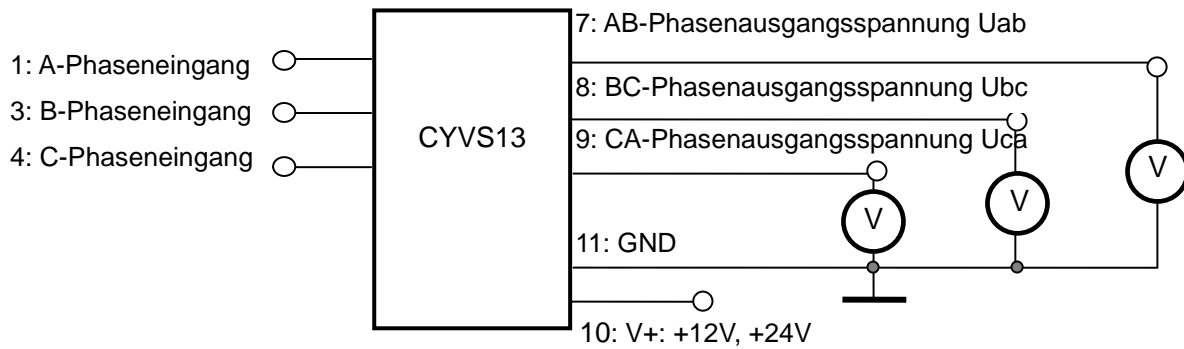 1: A-Phaseneingang
3: B-Phaseneingang
4: C-Phaseneingang
CYVS13
7: AB-Phasenausgangsspannung Uab
8: BC-Phasenausgangsspannung Ubc
9: CA-Phasenausgangsspannung Uca
V
V
V
11: GND
10: V+: +12V, +24V